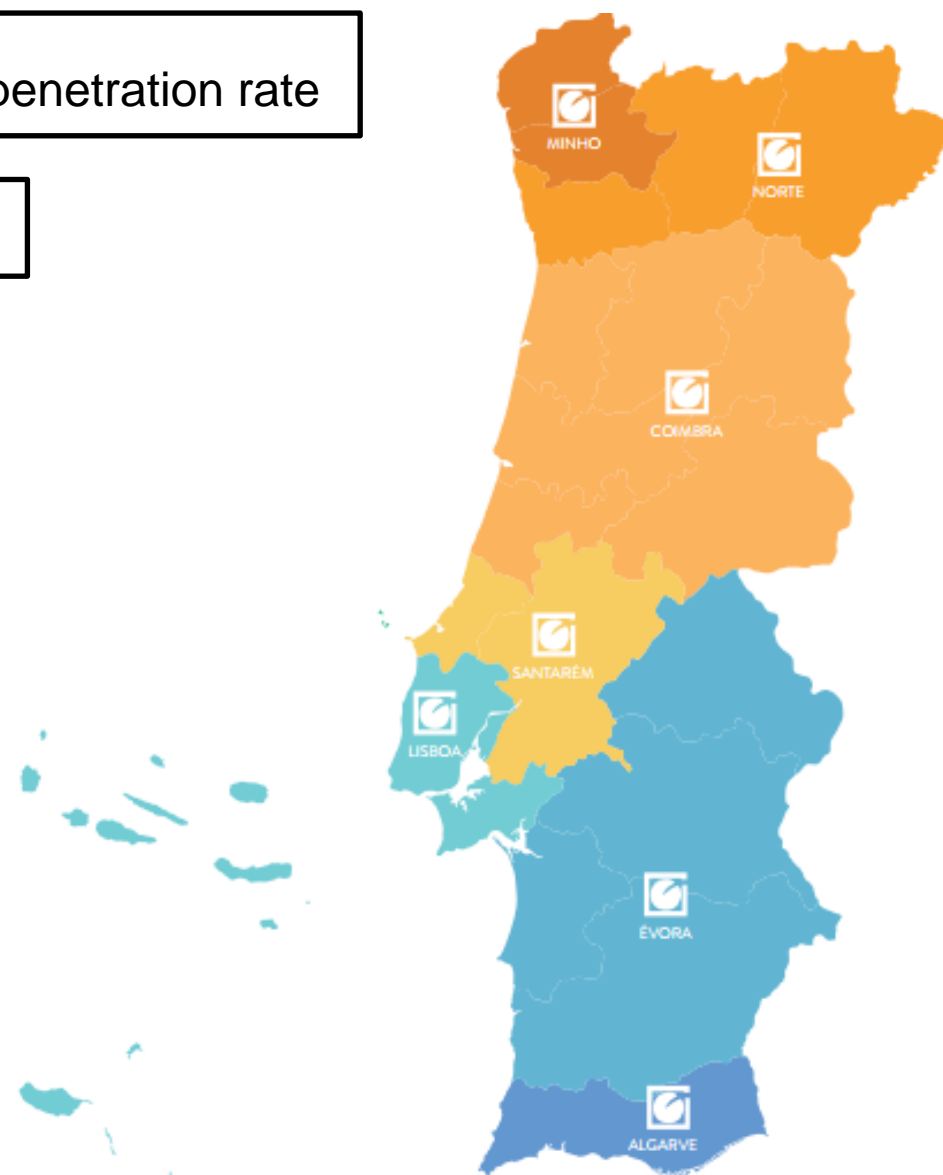 penetration rate
MINHO
NORTE
COIMBRA
SANTARÉM
LISBOA
ÉVORA
ALGARVE